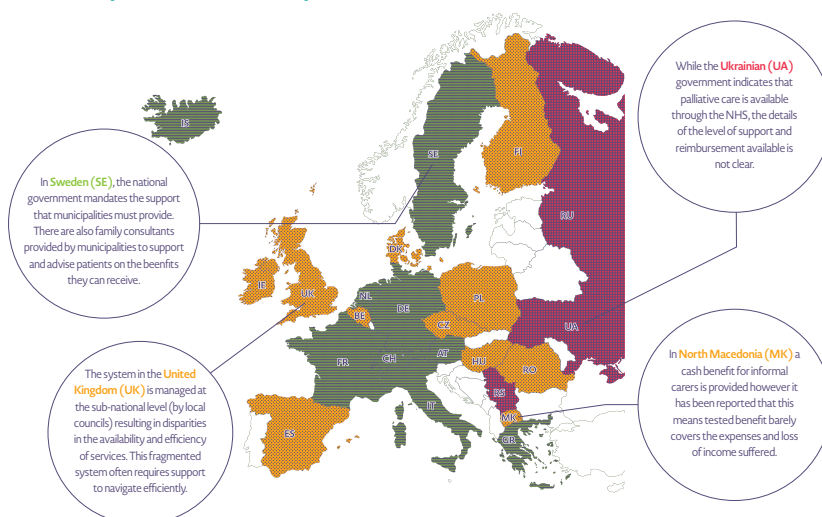 While the Ukrainian (UA)
government indicates that
palliative care is available
through the NHS, the details
of the level of support and
reimbursement available is
not clear.
IS
SE
FI
RU
In Sweden (SE), the national
government mandates the support
that municipalities must provide.
There are also family consultants
provided by municipalities to support
and advise patients on the beenfits
they can receive.
DK
IE
UK
NL
DE
PL
BE
CZ
UA
FR
CH
AT
HU
RO
RS
IT
MK
GR
ES
In North Macedonia (MK) a
cash benefit for informal
carers is provided however it
has been reported that this
means tested benefit barely
covers the expenses and loss
of income suffered.
The system in the United
Kingdom (UK) is managed at
the sub-national level (by local
councils) resulting in disparities
in the availability and efficiency
of services. This fragmented
system often requires support
to navigate efficiently.